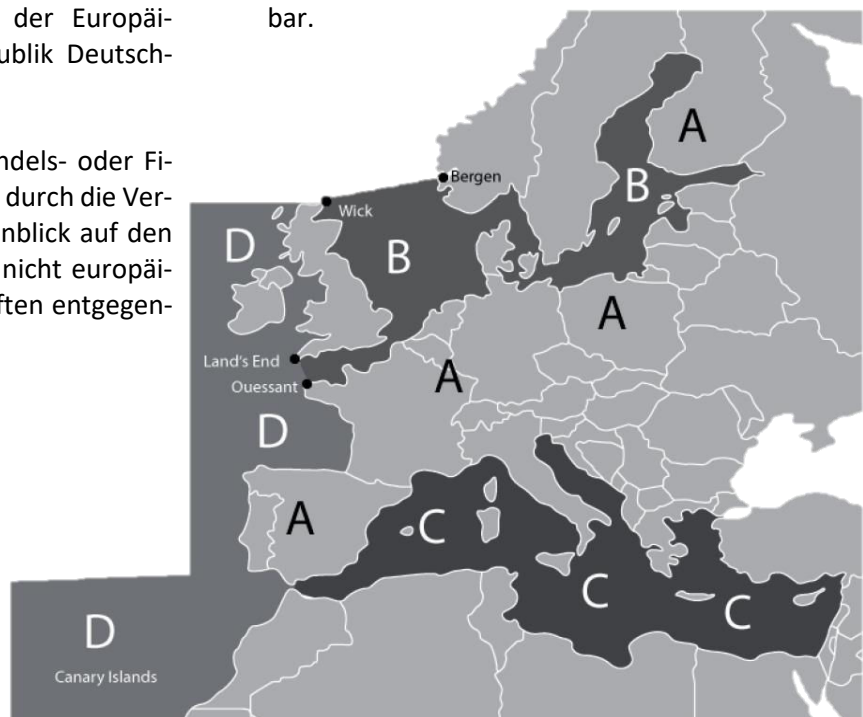 der Europäi-
ublik Deutsch-
ndels- oder Fi-
durch die Ver-
nblick auf den
nicht europäi-
ften entgegen-
bar.
A
Bergen
B
Wick
D
B
A
Land's End
A
Ouessant
D
A
C
C
C
D
Canary Islands